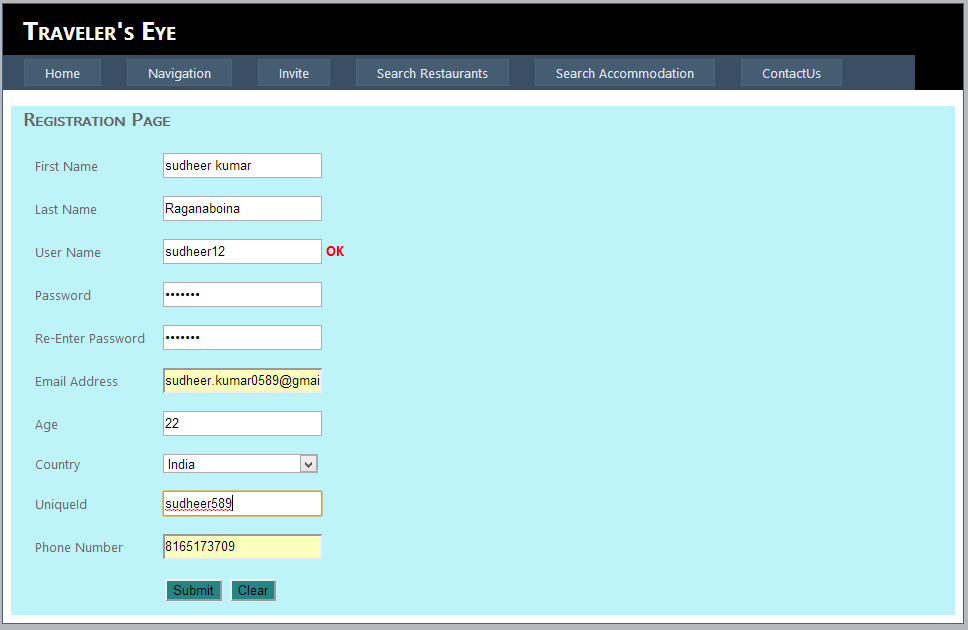 Traveler's Eye
Home Navigation Invite Search Restaurants Search Accommodation ContactUs
Registration Page
First Name sudheer kumar
Last Name Raganaboina
User Name sudheer12 OK
Password •••••••
Re-Enter Password •••••••
Email Address sudheer.kumar0589@gmai
Age 22
Country India
UniqueId sudheer589
Phone Number 8165173709
Submit Clear